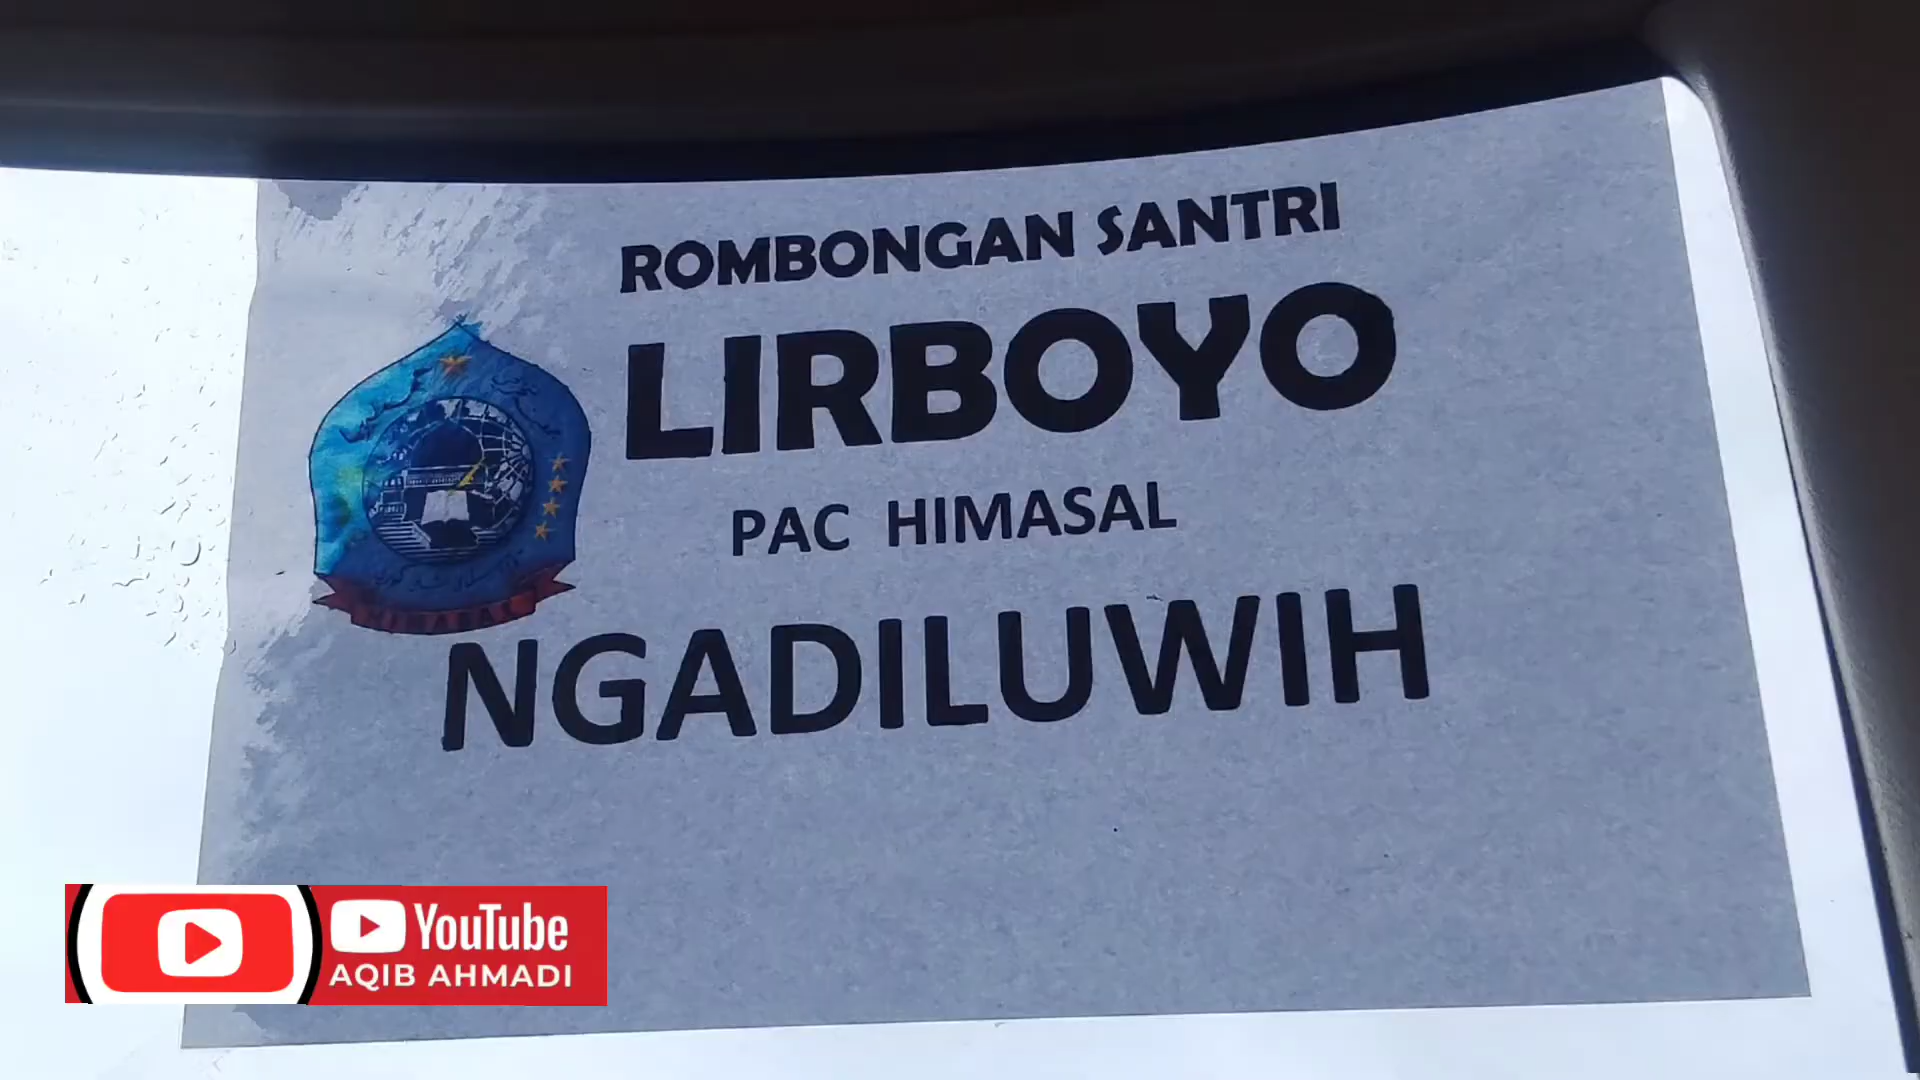 ROMBONGAN SANTRI
LIRBOYO
PAC HIMASAL
NGADILUWIH
YouTube
AQIB AHMADI